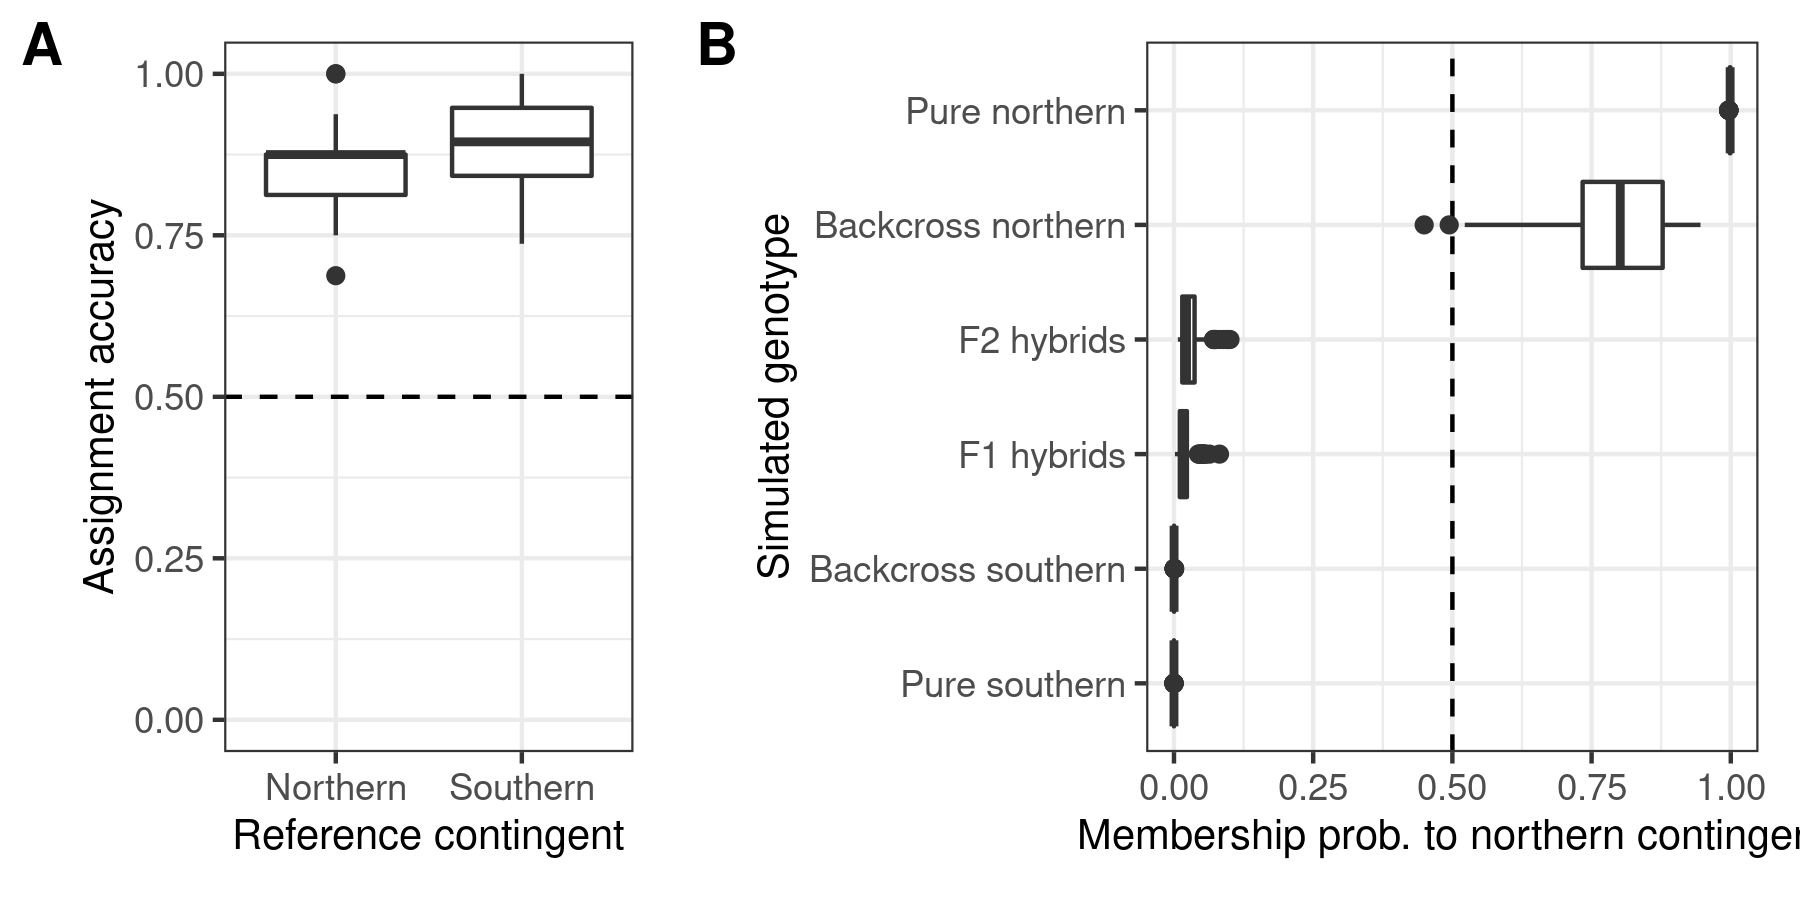 A
1.00
0.75
0.50
0.25
0.00
Assignment accuracy
Northern
Southern
Reference contingent
B
Pure northern
Backcross northern
F2 hybrids
F1 hybrids
Backcross southern
Pure southern
Simulated genotype
0.00
0.25
0.50
0.75
1.00
Membership prob. to northern continger